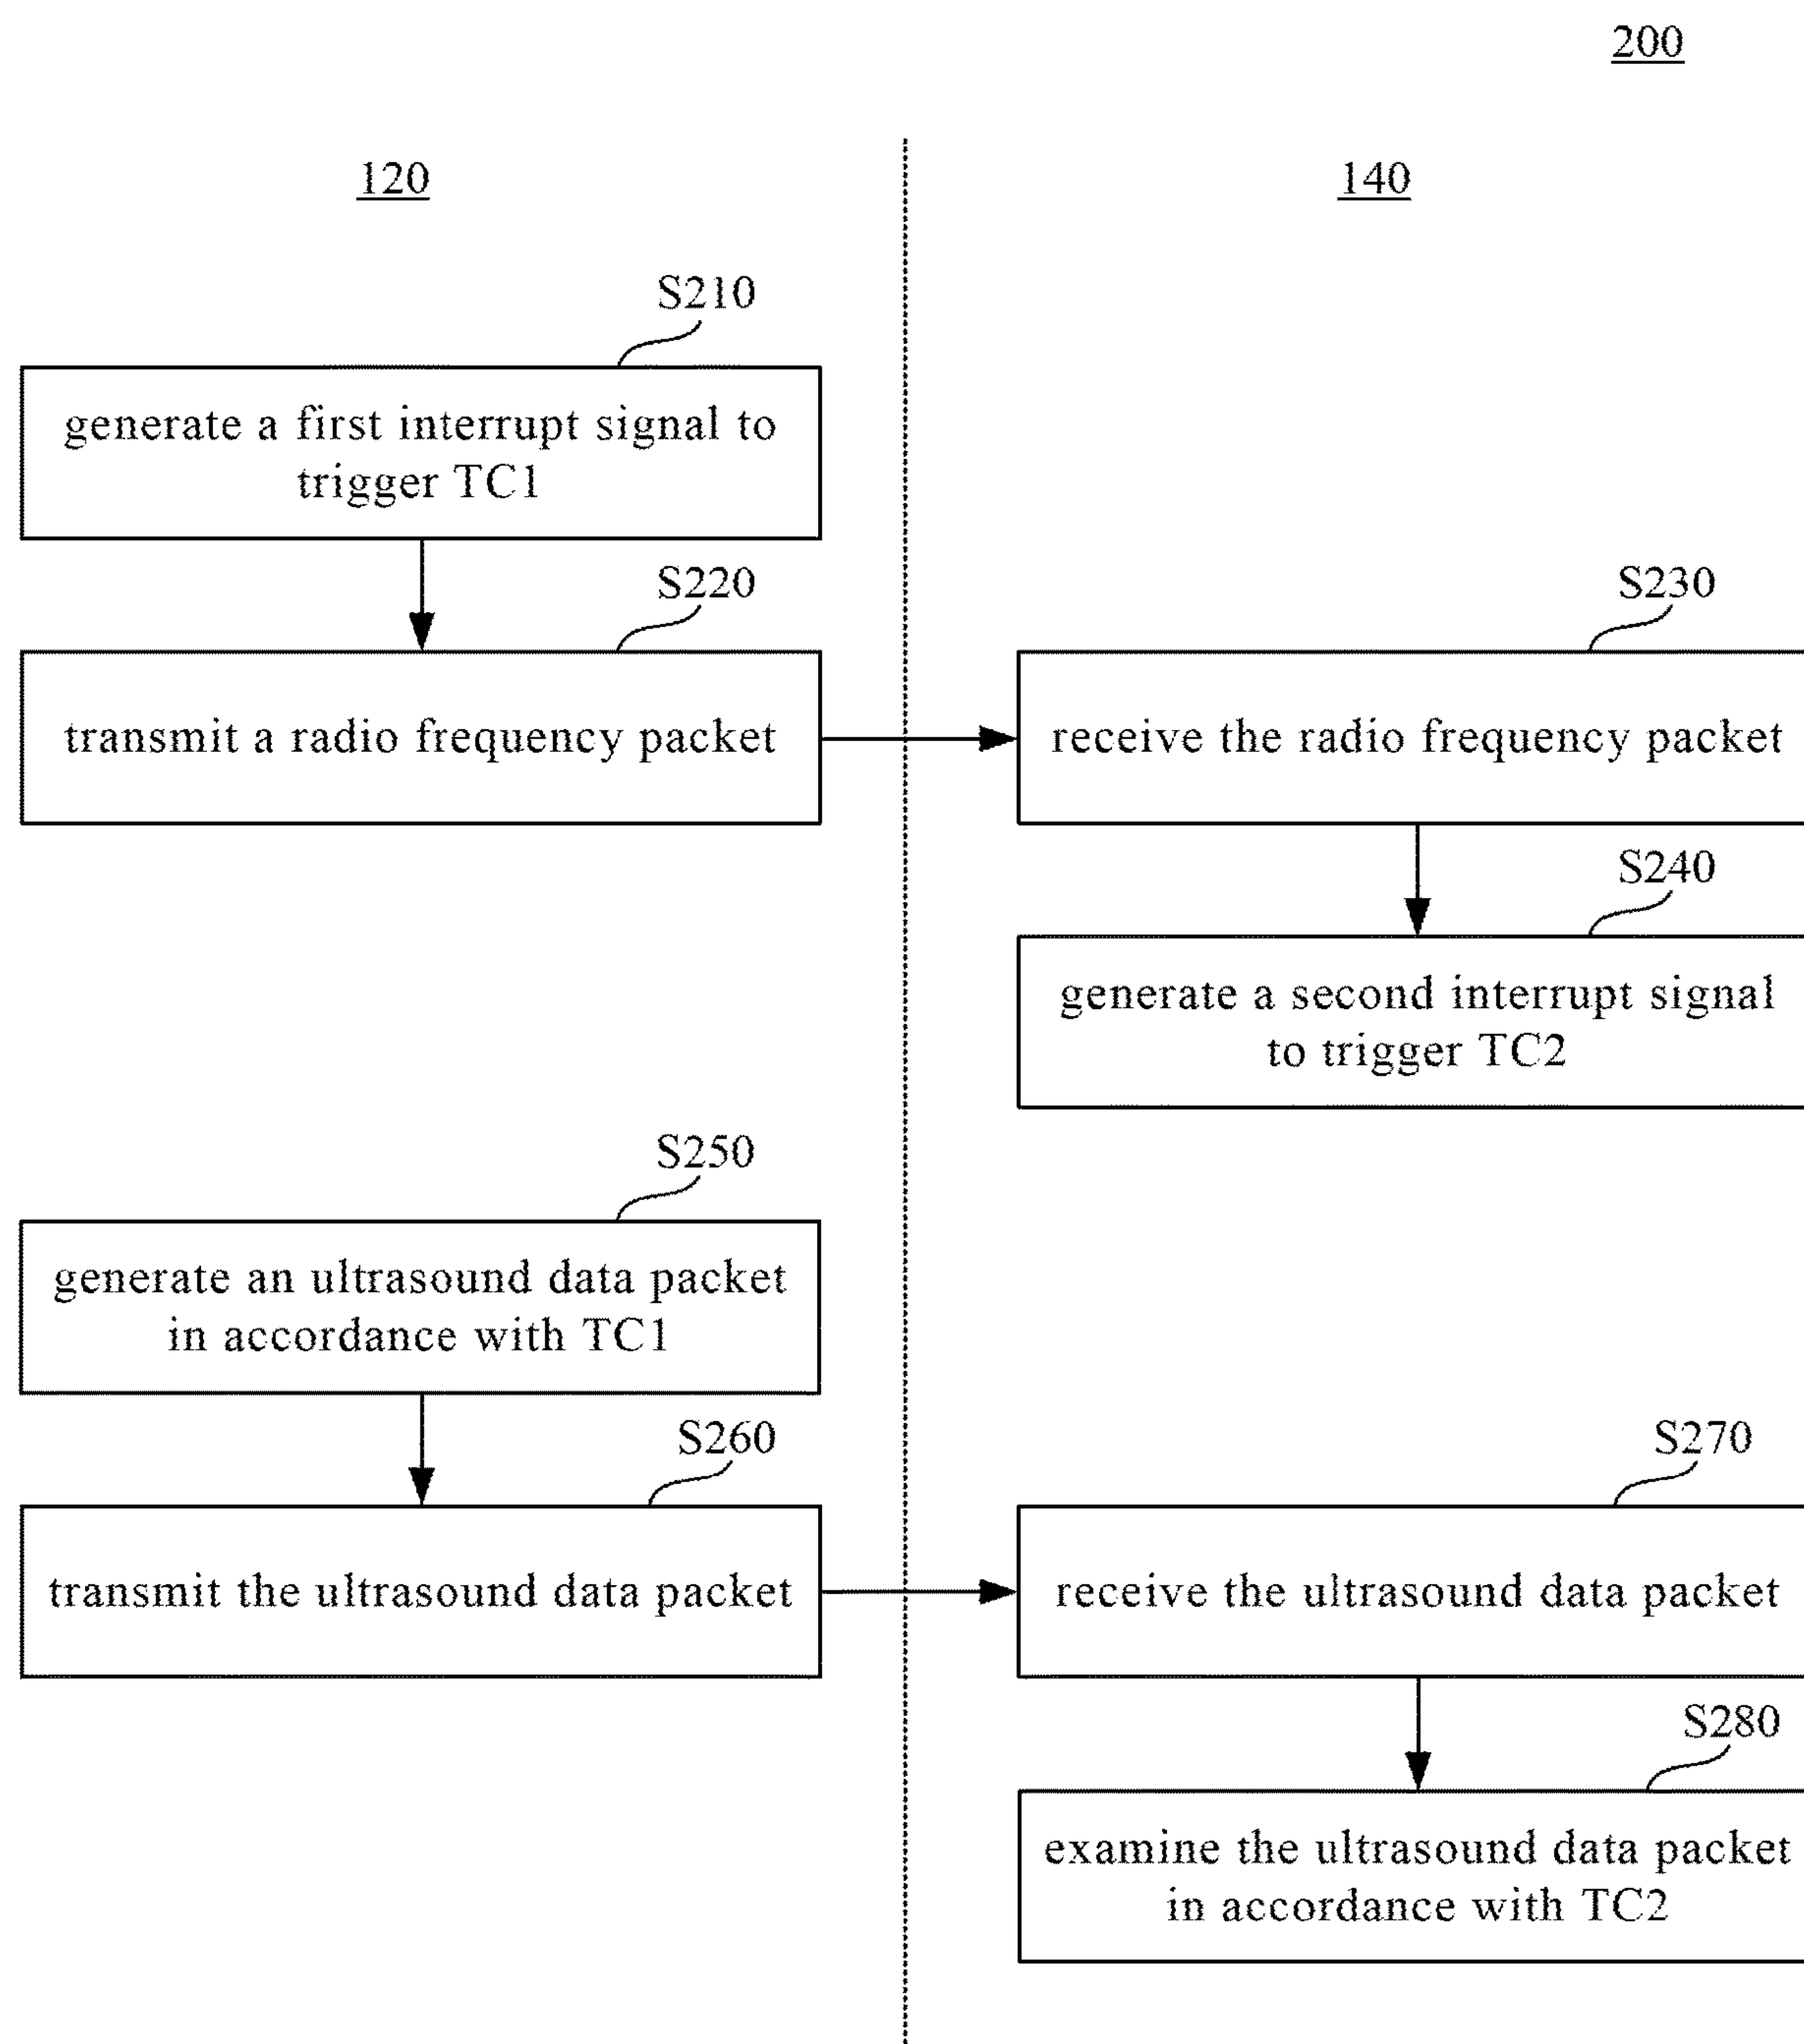 200
120
140
S210
generate a first interrupt signal to
trigger TC1
S220
transmit a radio frequency packet
S230
receive the radio frequency packet
S240
generate a second interrupt signal
to trigger TC2
S250
generate an ultrasound data packet
in accordance with TC1
S260
transmit the ultrasound data packet
S270
receive the ultrasound data packet
S280
examine the ultrasound data packet
in accordance with TC2